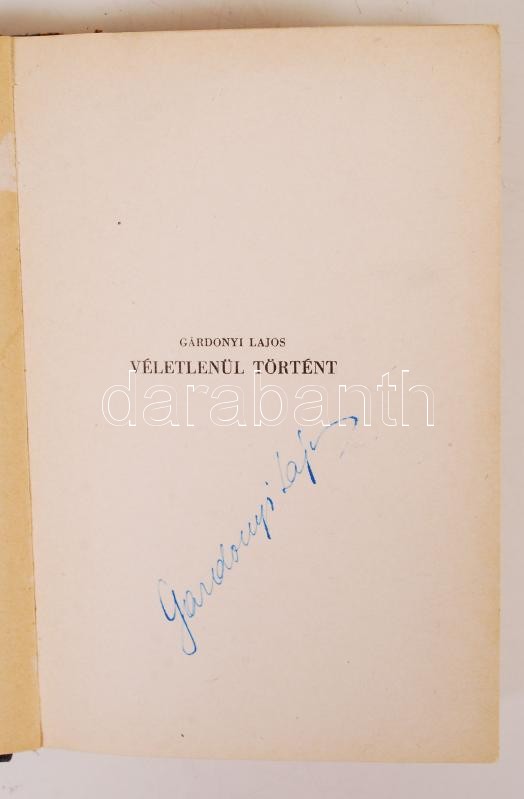 GÁRDONYI LAJOS
VÉLETLENÜL TÖRTÉNT
darabanth
Gárdonyi Lajos